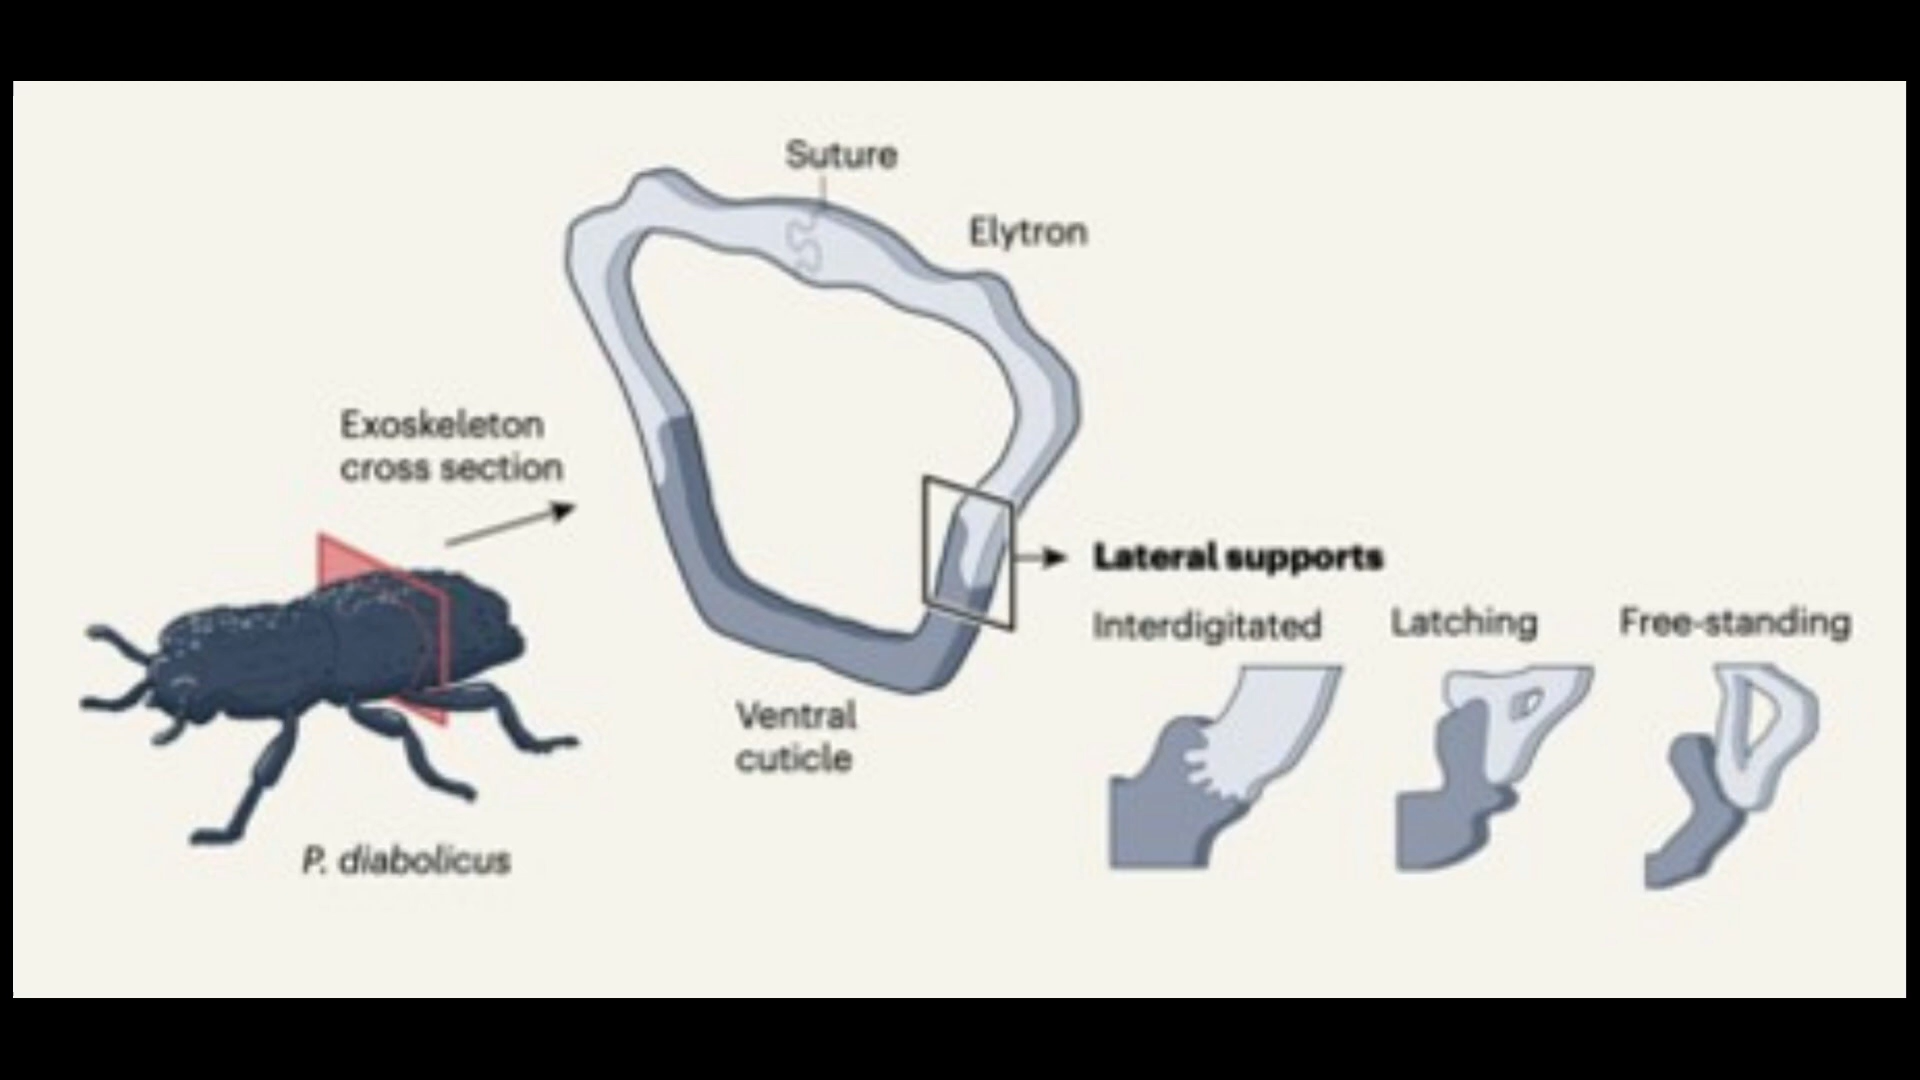 Suture
Elytron
Exoskeleton
cross section
Lateral supports
Interdigitated
Latching
Free-standing
Ventral
cuticle
P. diabolicus